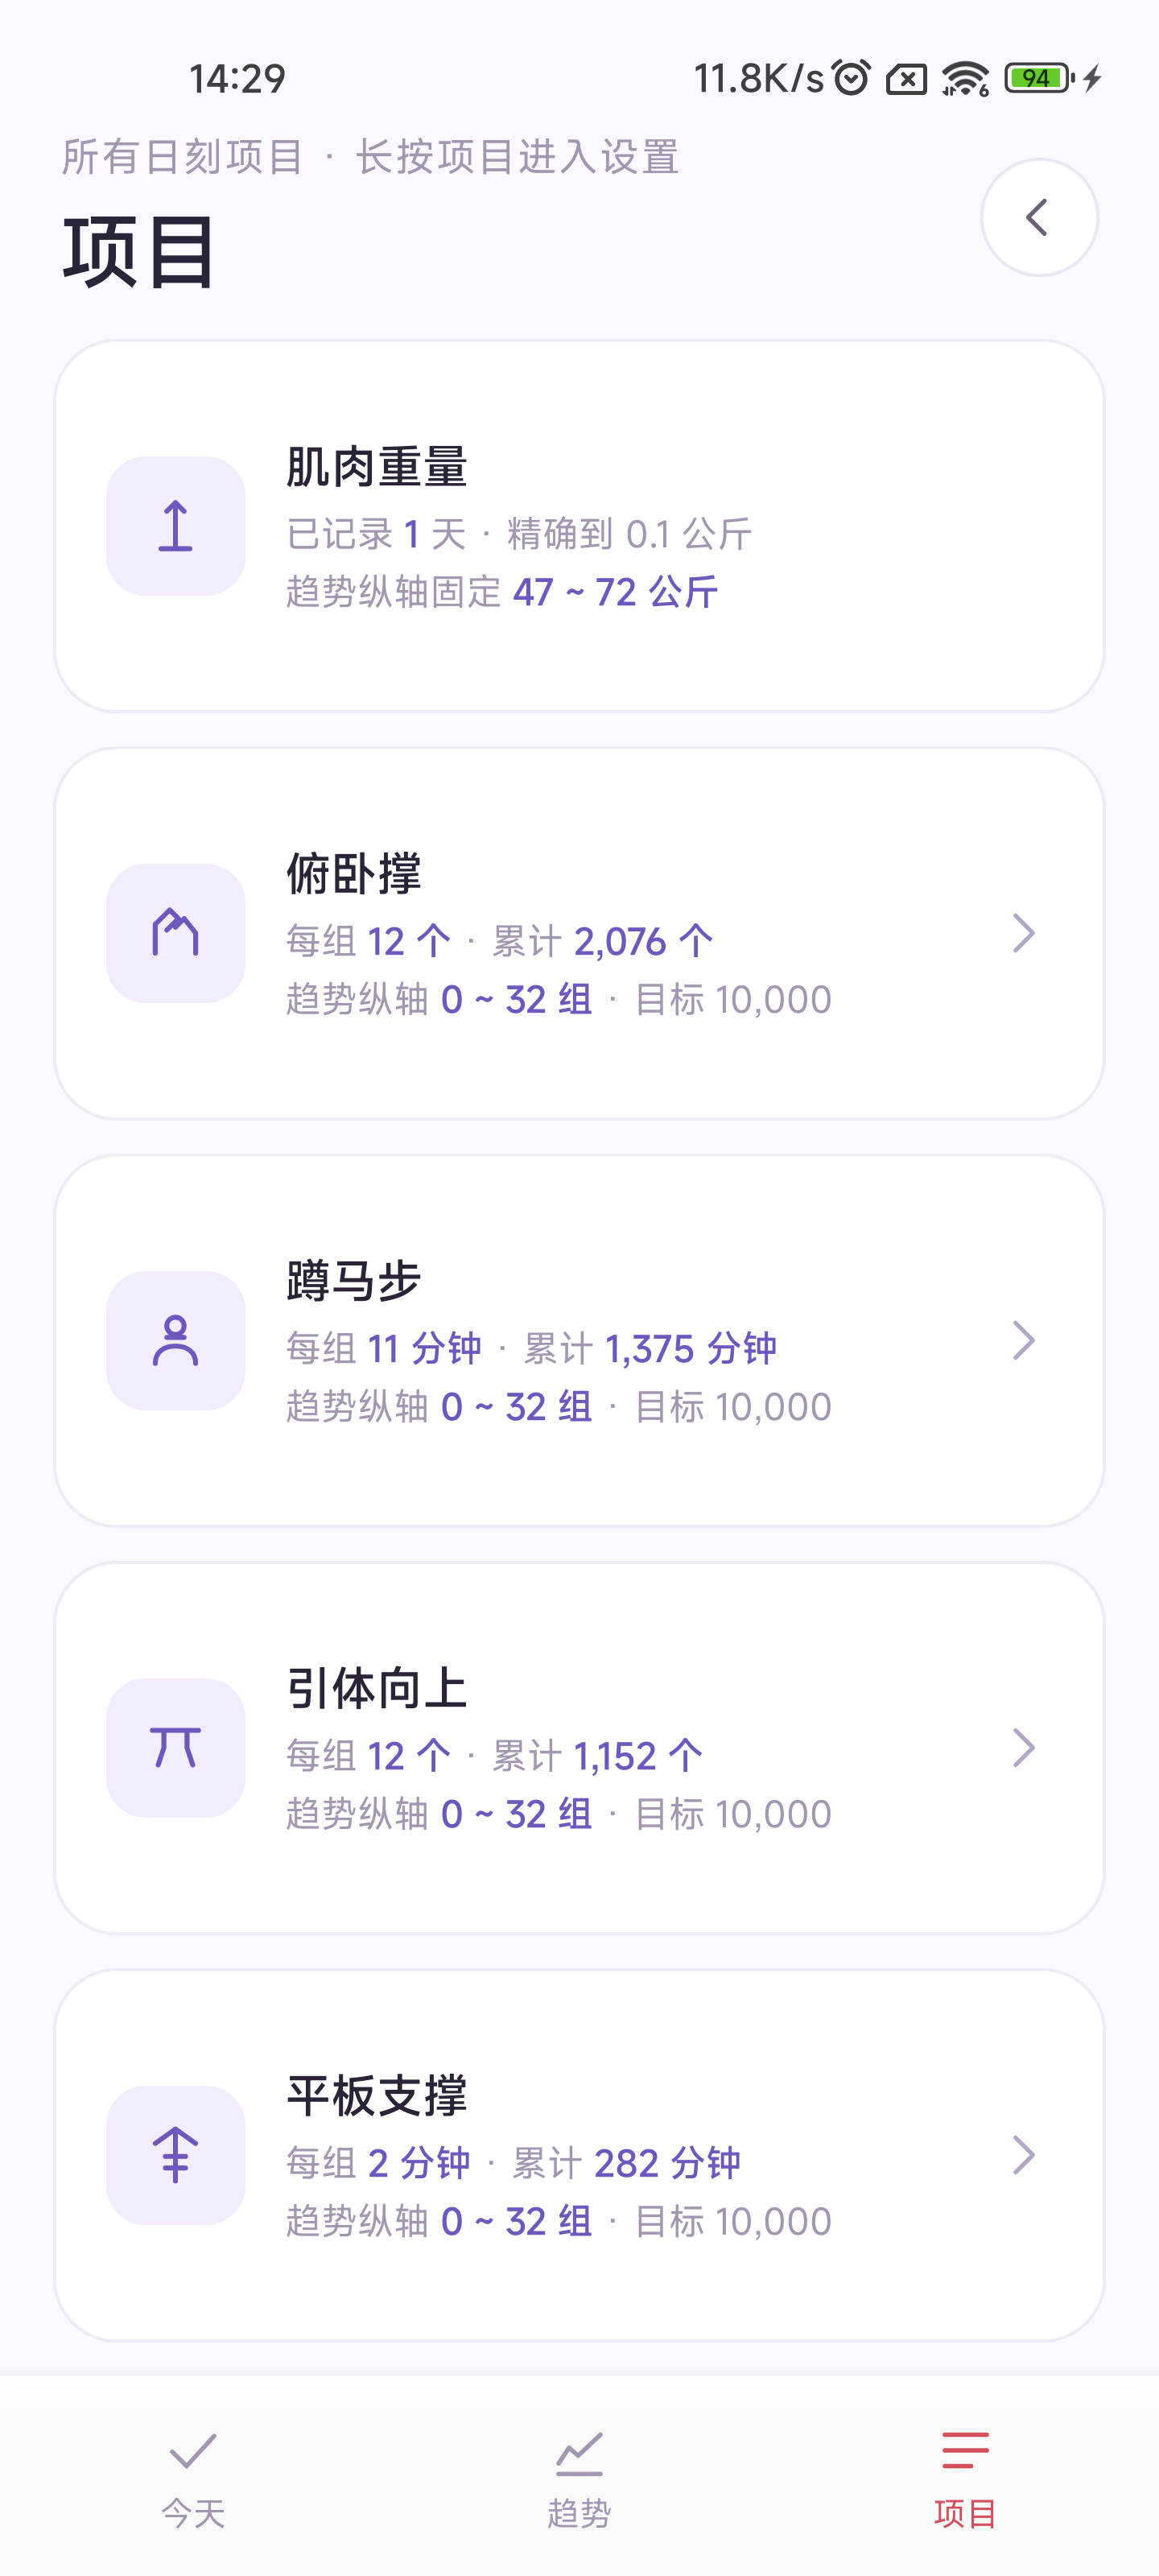 14:29
11.8K/s
6
94
所有日刻项目 · 长按项目进入设置
项目
肌肉重量
已记录 1 天 · 精确到 0.1 公斤
趋势纵轴固定 47 ~ 72 公斤
俯卧撑
每组 12 个 · 累计 2,076 个
趋势纵轴 0 ~ 32 组 · 目标 10,000
蹲马步
每组 11 分钟 · 累计 1,375 分钟
趋势纵轴 0 ~ 32 组 · 目标 10,000
引体向上
每组 12 个 · 累计 1,152 个
趋势纵轴 0 ~ 32 组 · 目标 10,000
平板支撑
每组 2 分钟 · 累计 282 分钟
趋势纵轴 0 ~ 32 组 · 目标 10,000
今天
趋势
项目